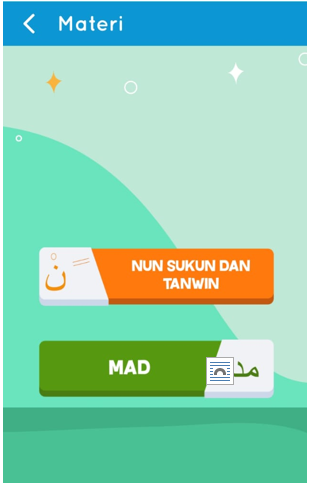 Materi
ن
NUN SUKUN DAN
TANWIN
MAD
مد